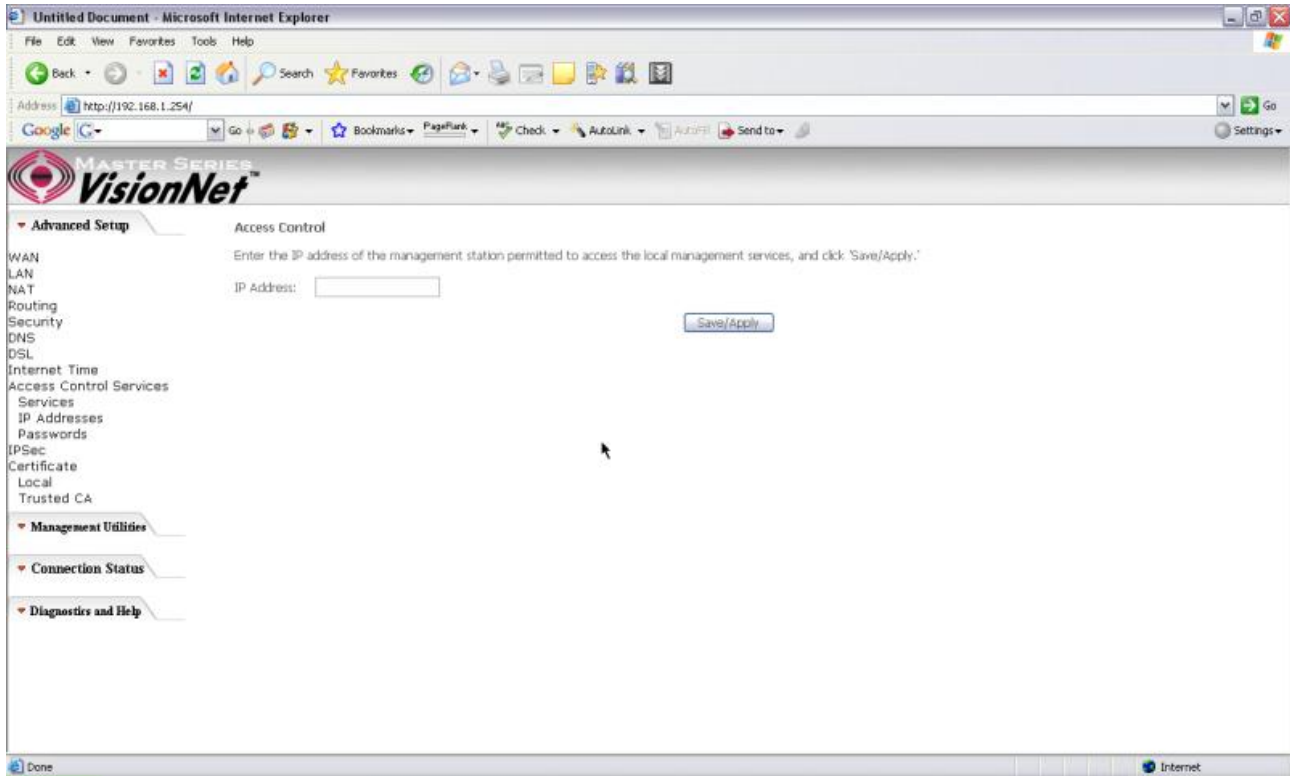 Untitled Document - Microsoft Internet Explorer
File Edit View Favorites Tools Help
Back Search Favorites
Address http://192.168.1.254/ Go
Google G Go Bookmarks PageRank Check AutoLink AutoFill Send to Settings
MASTER SERIES
VisionNet™
Advanced Setup
Access Control
Enter the IP address of the management station permitted to access the local management services, and click 'Save/Apply.'
IP Address:
Save/Apply
WAN
LAN
NAT
Routing
Security
DNS
DSL
Internet Time
Access Control Services
Services
IP Addresses
Passwords
IPSec
Certificate
Local
Trusted CA
Management Utilities
Connection Status
Diagnostics and Help
Done Internet